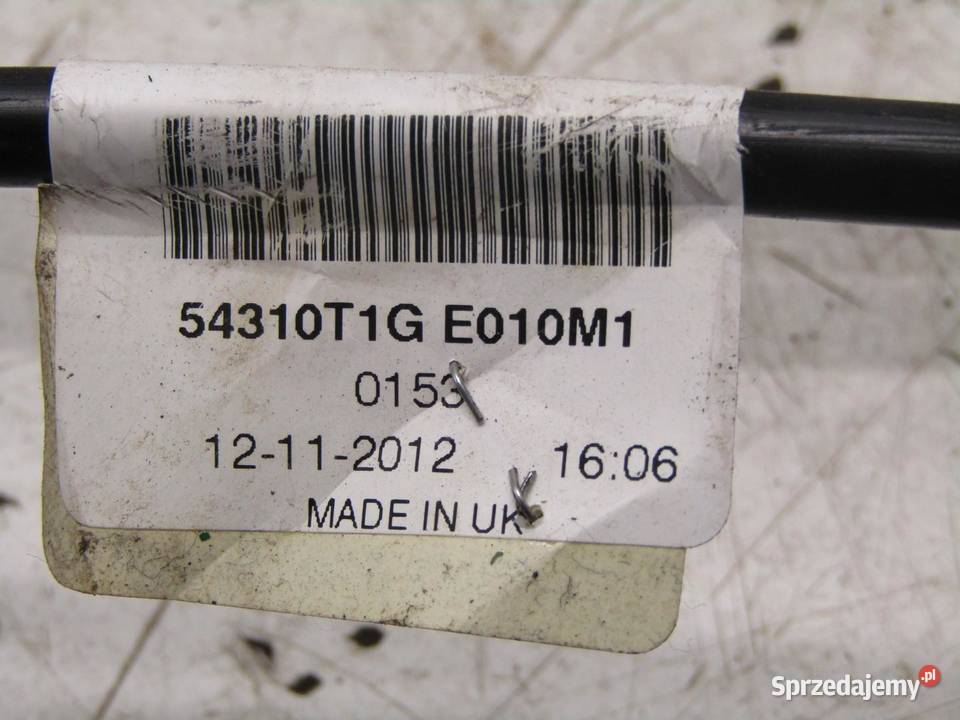 54310T1G E010M1
0153
12-11-2012 16:06
MADE IN UK
Sprzedajemy.pl